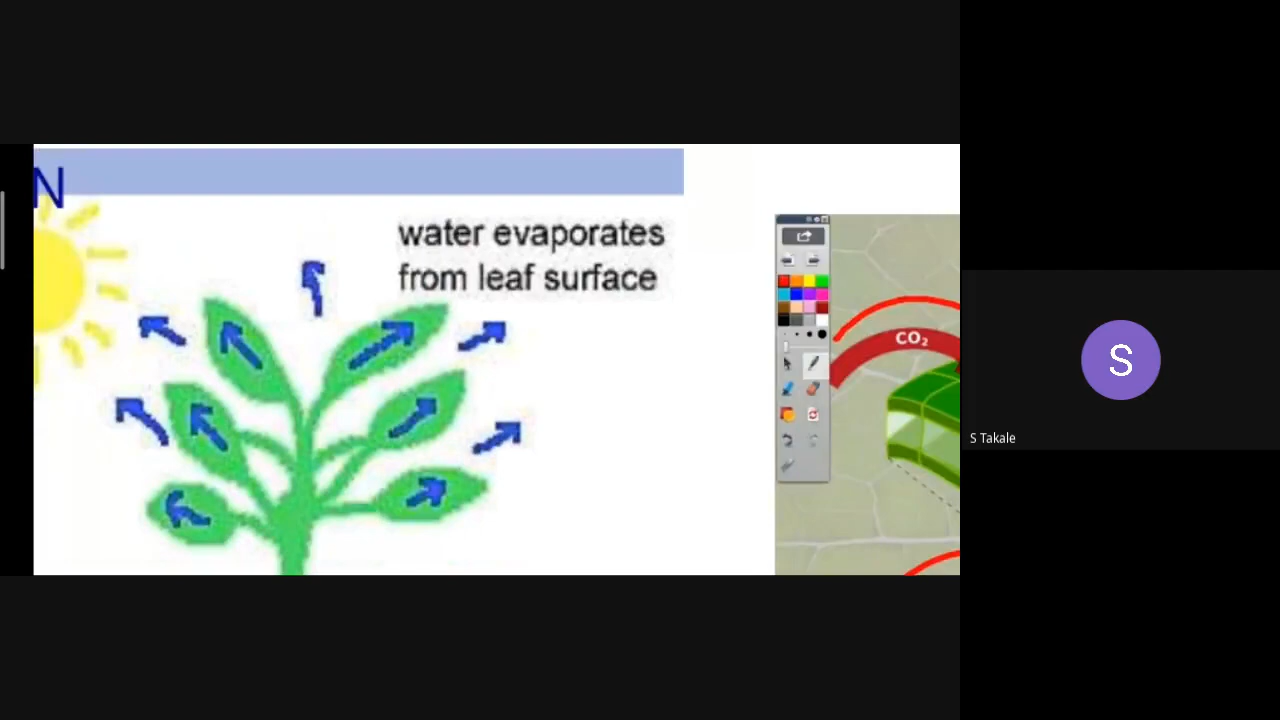 N
water evaporates
from leaf surface
CO₂
S
S Takale